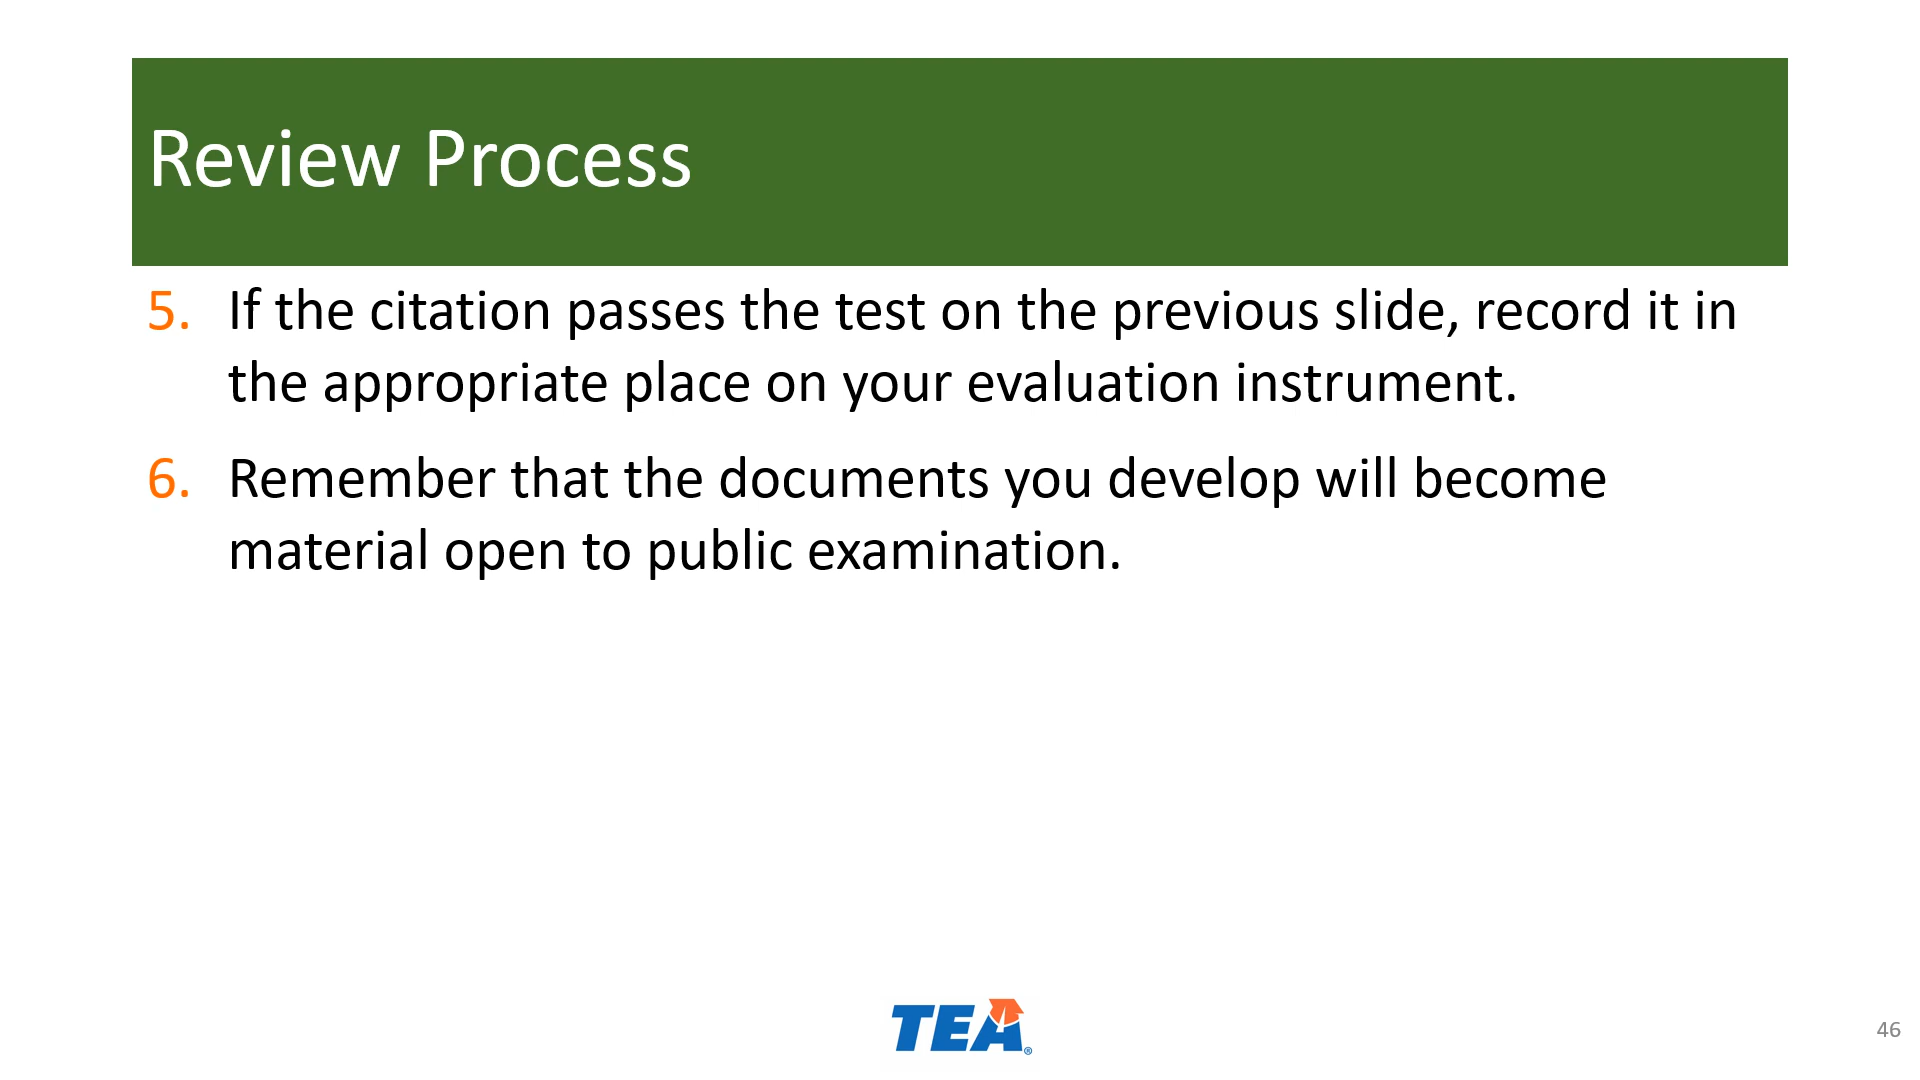 Review Process
5. If the citation passes the test on the previous slide, record it in
the appropriate place on your evaluation instrument.
6. Remember that the documents you develop will become
material open to public examination.
TEA®
46